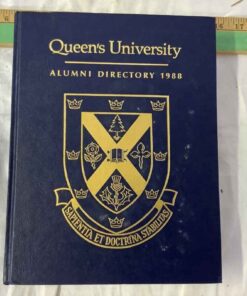 Queen's University
ALUMNI DIRECTORY 1988
SAPIENTIA ET DOCTRINA STABILITAS